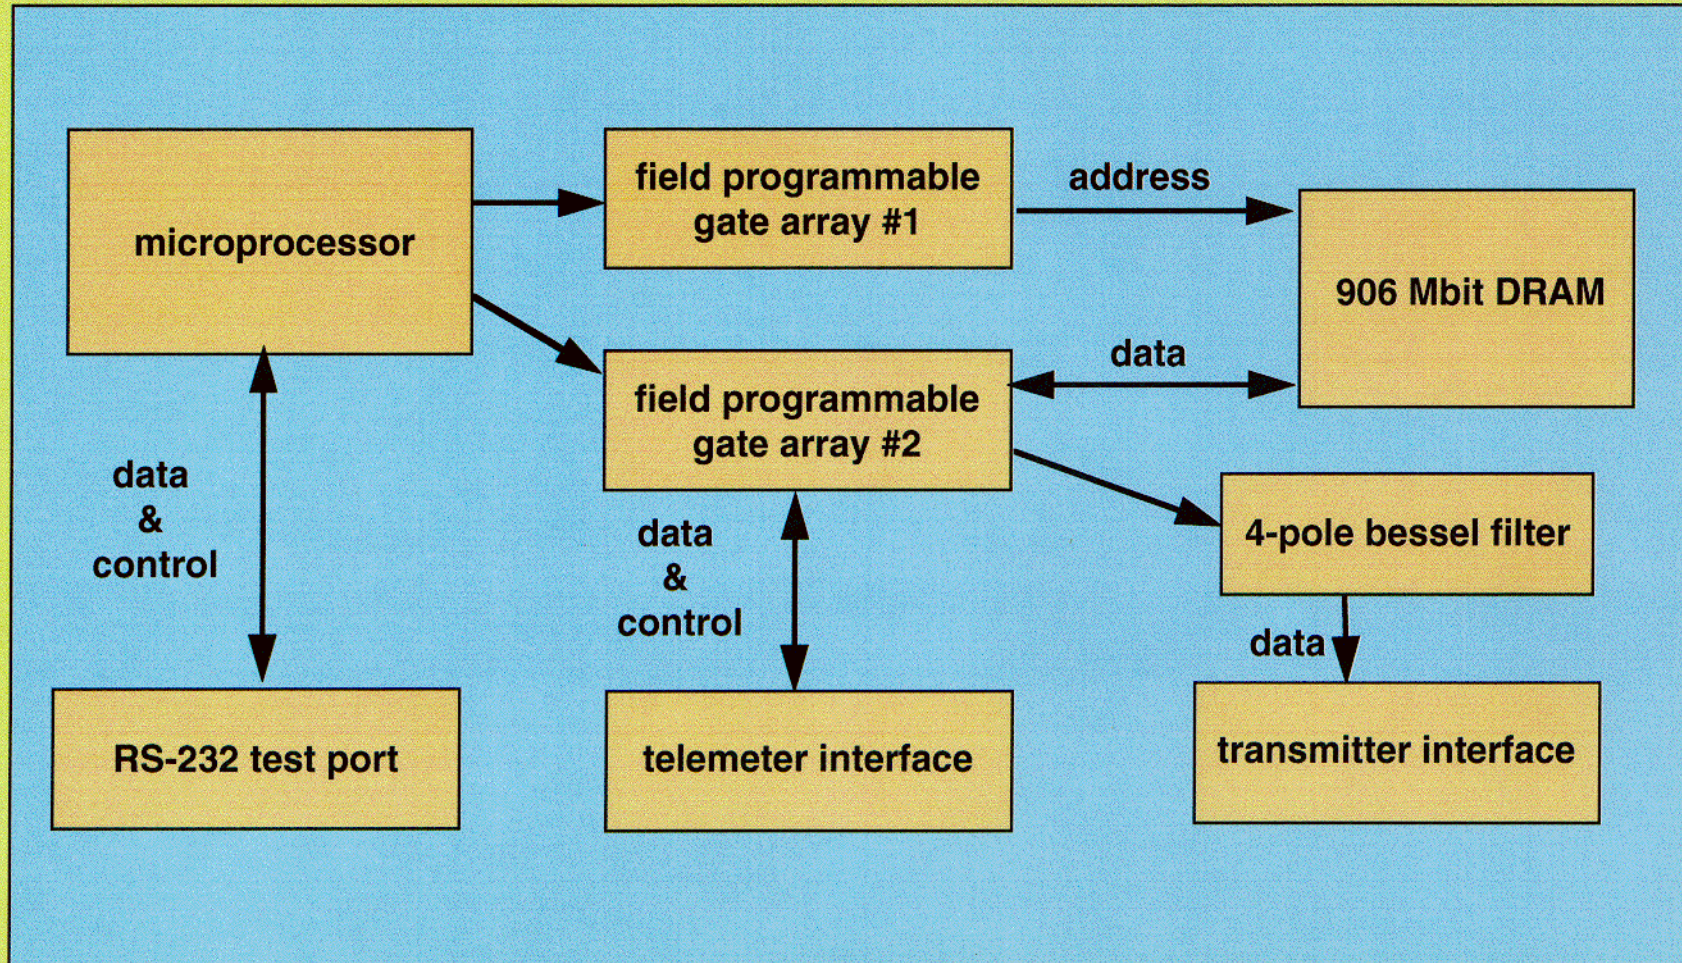 microprocessor
field programmable
gate array #1
address
906 Mbit DRAM
data
field programmable
gate array #2
data
&
control
data
&
control
4-pole bessel filter
data
RS-232 test port
telemeter interface
transmitter interface